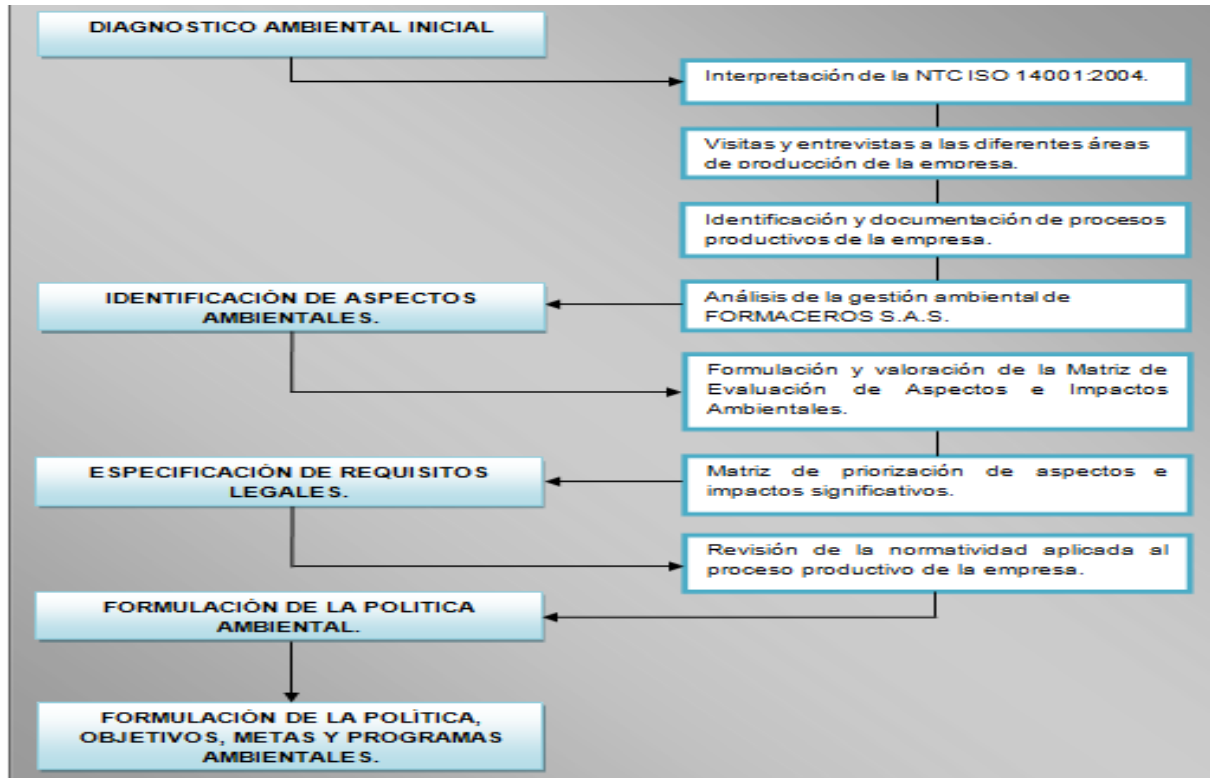 DIAGNOSTICO AMBIENTAL INICIAL
Interpretación de la NTC ISO 14001:2004.
Visitas y entrevistas a las diferentes áreas
de producción de la empresa.
Identificación y documentación de procesos
productivos de la empresa.
IDENTIFICACIÓN DE ASPECTOS
AMBIENTALES.
Análisis de la gestión ambiental de
FORMACEROS S.A.S.
Formulación y valoración de la Matriz de
Evaluación de Aspectos e Impactos
Ambientales.
ESPECIFICACIÓN DE REQUISITOS
LEGALES.
Matriz de priorización de aspectos e
impactos significativos.
Revisión de la normatividad aplicada al
proceso productivo de la empresa.
FORMULACIÓN DE LA POLITICA
AMBIENTAL.
FORMULACIÓN DE LA POLÍTICA,
OBJETIVOS, METAS Y PROGRAMAS
AMBIENTALES.